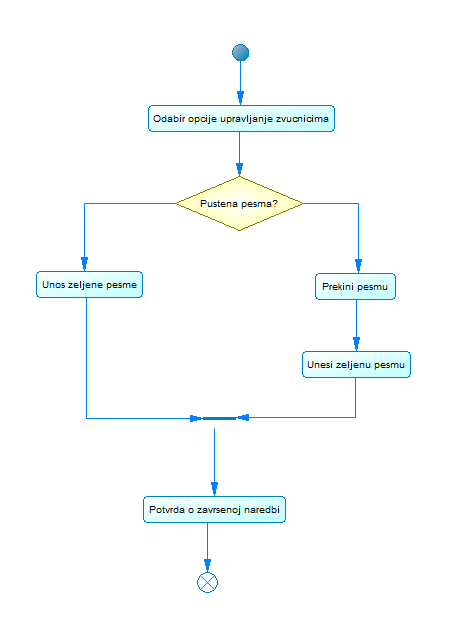 Odabir opcije upravljanje zvucnicima
Pustena pesma?
Unos zeljene pesme
Prekini pesmu
Unesi zeljenu pesmu
Potvrda o zavrsenoj naredbi